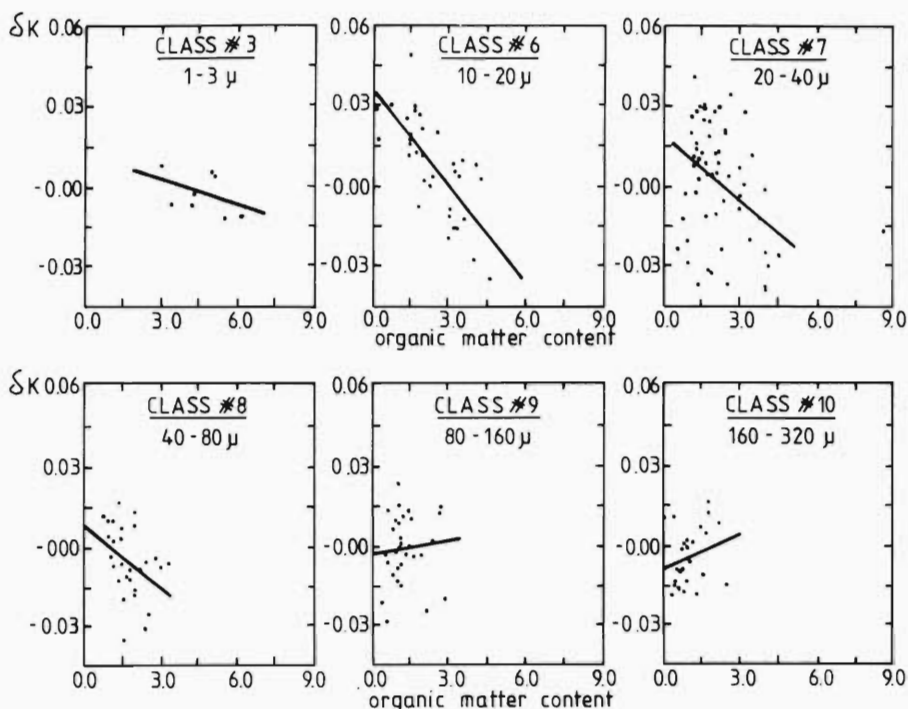 δK 0.06 0.03 -0.00 -0.03
CLASS #3
1-3 μ
0.0 3.0 6.0 9.0
0.06 0.03 -0.00 -0.03
CLASS #6
10-20 μ
0.0 3.0 6.0 9.0
0.06 0.03 -0.00 -0.03
CLASS #7
20-40 μ
0.0 3.0 6.0 9.0
organic matter content
δK 0.06 0.03 -000 -0.03
CLASS #8
40-80 μ
0.0 3.0 6.0 9.0
0.06 0.03 -0.00 -0.03
CLASS #9
80-160 μ
0.0 3.0 6.0 9.0
0.06 0.03 -0.00 -0.03
CLASS #10
160-320 μ
0.0 3.0 6.0 9.0
organic matter content